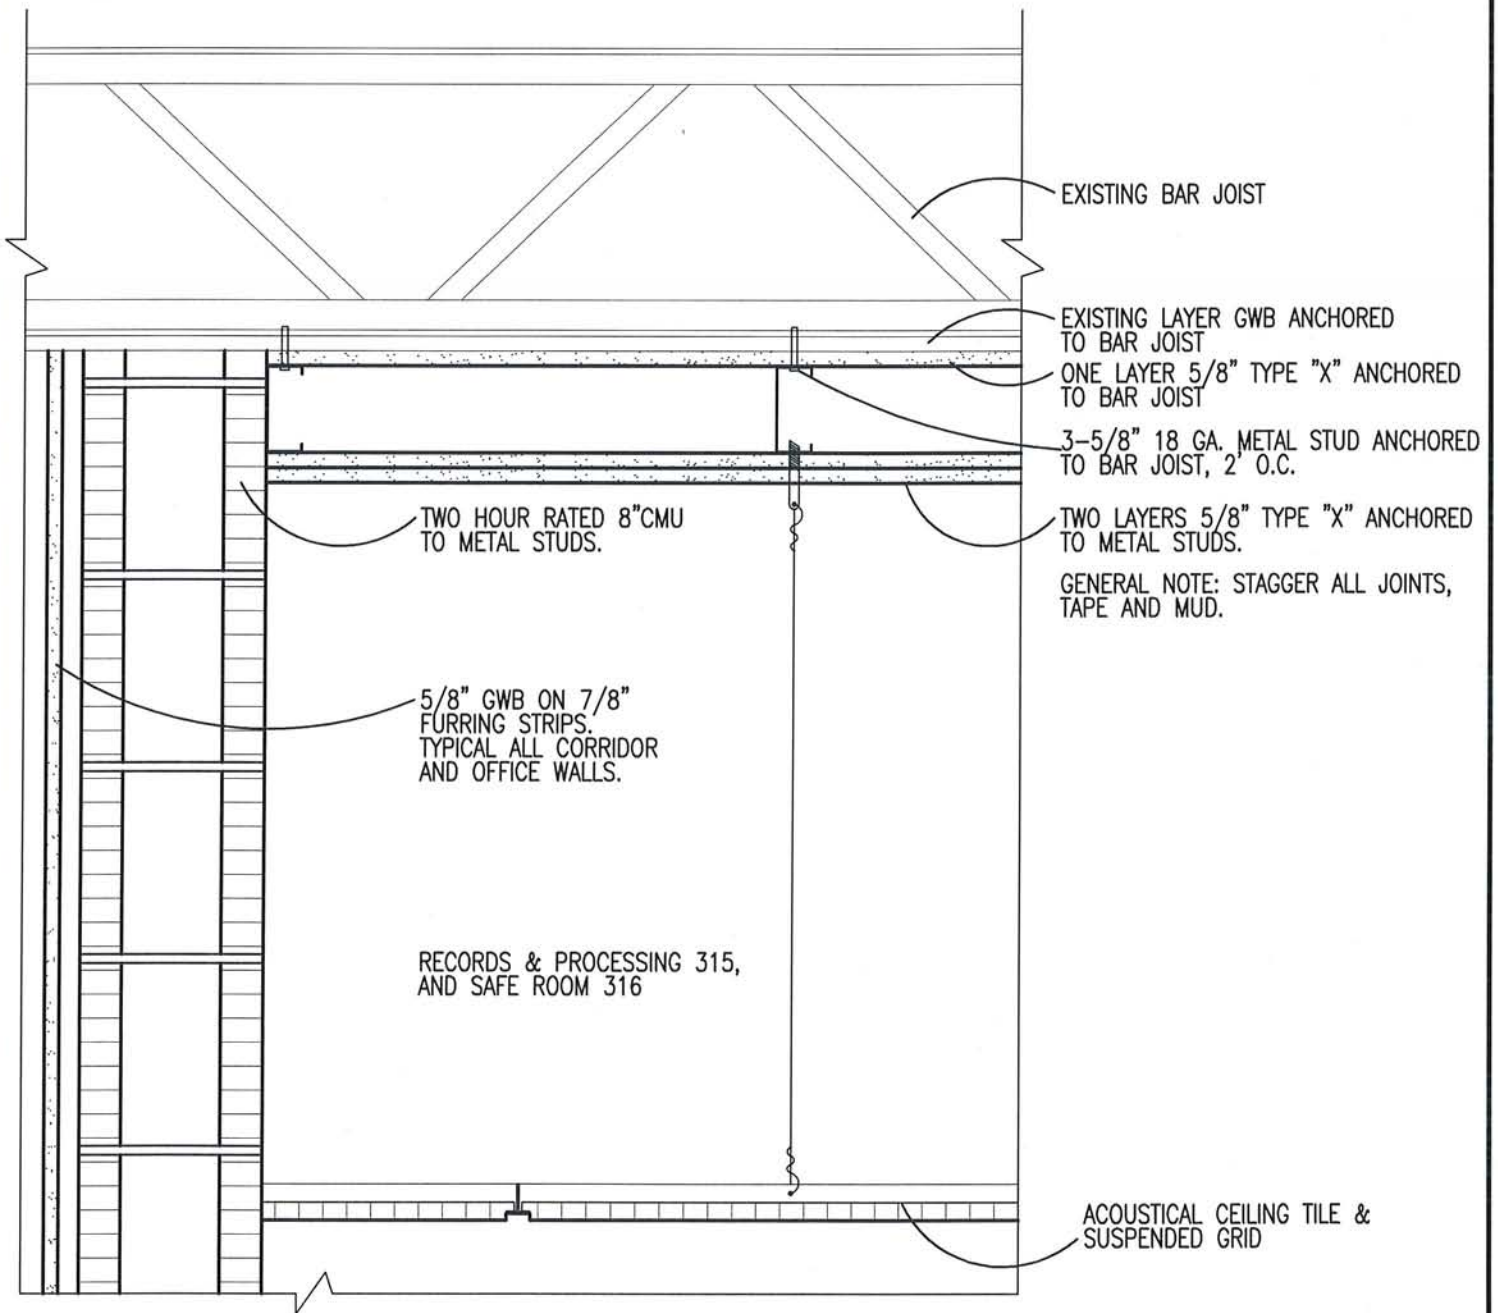 EXISTING BAR JOIST
EXISTING LAYER GWB ANCHORED
TO BAR JOIST
ONE LAYER 5/8" TYPE "X" ANCHORED
TO BAR JOIST
3-5/8" 18 GA. METAL STUD ANCHORED
TO BAR JOIST, 2' O.C.
TWO HOUR RATED 8"CMU
TO METAL STUDS.
TWO LAYERS 5/8" TYPE "X" ANCHORED
TO METAL STUDS.
GENERAL NOTE: STAGGER ALL JOINTS,
TAPE AND MUD.
5/8" GWB ON 7/8"
FURRING STRIPS.
TYPICAL ALL CORRIDOR
AND OFFICE WALLS.
RECORDS & PROCESSING 315,
AND SAFE ROOM 316
ACOUSTICAL CEILING TILE &
SUSPENDED GRID